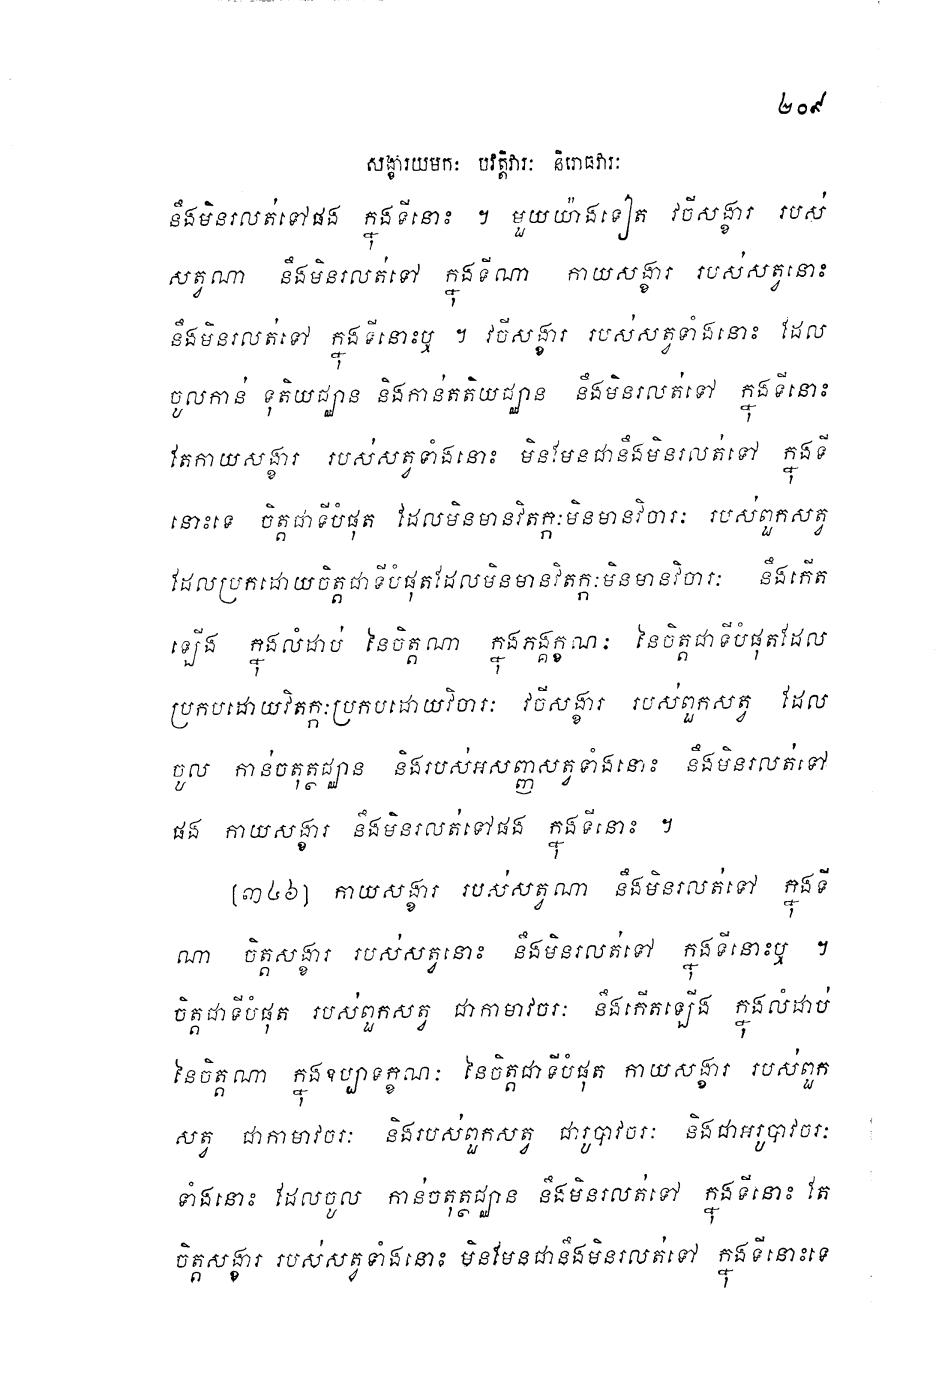 ២០៩
សង្ខារយមកៈ បវត្តិវារៈ និរោធវារៈ
នឹងមិនរលត់ទៅផង ក្នុងទីនោះ ។ មួយយ៉ាងទៀត វចីសង្ខារ របស់
សត្វណា នឹងមិនរលត់ទៅ ក្នុងទីណា កាយសង្ខារ របស់សត្វនោះ
នឹងមិនរលត់ទៅ ក្នុងទីនោះឬ ។ វចីសង្ខារ របស់សត្វទាំងនោះ ដែល
ចូលកាន់ ទុតិយជ្ឈាន និងកាន់តតិយជ្ឈាន នឹងមិនរលត់ទៅ ក្នុងទីនោះ
តែកាយសង្ខារ របស់សត្វទាំងនោះ មិនមែនជានឹងមិនរលត់ទៅ ក្នុងទី
នោះទេ ចិត្តជាទីបំផុត ដែលមិនមានវិតក្កៈមិនមានវិចារៈ របស់ពួកសត្វ
ដែលប្រកដោយចិត្តជាទីបំផុតដែលមិនមានវិតក្កៈមិនមានវិចារៈ នឹងកើត
ឡើង ក្នុងលំដាប់ នៃចិត្តណា ក្នុងភង្គក្ខណៈ នៃចិត្តជាទីបំផុតដែល
ប្រកបដោយវិតក្កៈប្រកបដោយវិចារៈ វចីសង្ខារ របស់ពួកសត្វ ដែល
ចូល កាន់ចតុត្ថជ្ឈាន និងរបស់អសញ្ញសត្វទាំងនោះ នឹងមិនរលត់ទៅ
ផង កាយសង្ខារ នឹងមិនរលត់ទៅផង ក្នុងទីនោះ ។
(៣៤៦) កាយសង្ខារ របស់សត្វណា នឹងមិនរលត់ទៅ ក្នុងទី
ណា ចិត្តសង្ខារ របស់សត្វនោះ នឹងមិនរលត់ទៅ ក្នុងទីនោះឬ ។
ចិត្តជាទីបំផុត របស់ពួកសត្វ ជាកាមាវចរៈ នឹងកើតឡើង ក្នុងលំដាប់
នៃចិត្តណា ក្នុងឧប្បាទក្ខណៈ នៃចិត្តជាទីបំផុត កាយសង្ខារ របស់ពួក
សត្វ ជាកាមាវចរៈ និងរបស់ពួកសត្វ ជារូបាវចរៈ និងជាអរូបាវចរៈ
ទាំងនោះ ដែលចូល កាន់ចតុត្ថជ្ឈាន នឹងមិនរលត់ទៅ ក្នុងទីនោះ តែ
ចិត្តសង្ខារ របស់សត្វទាំងនោះ មិនមែនជានឹងមិនរលត់ទៅ ក្នុងទីនោះទេ